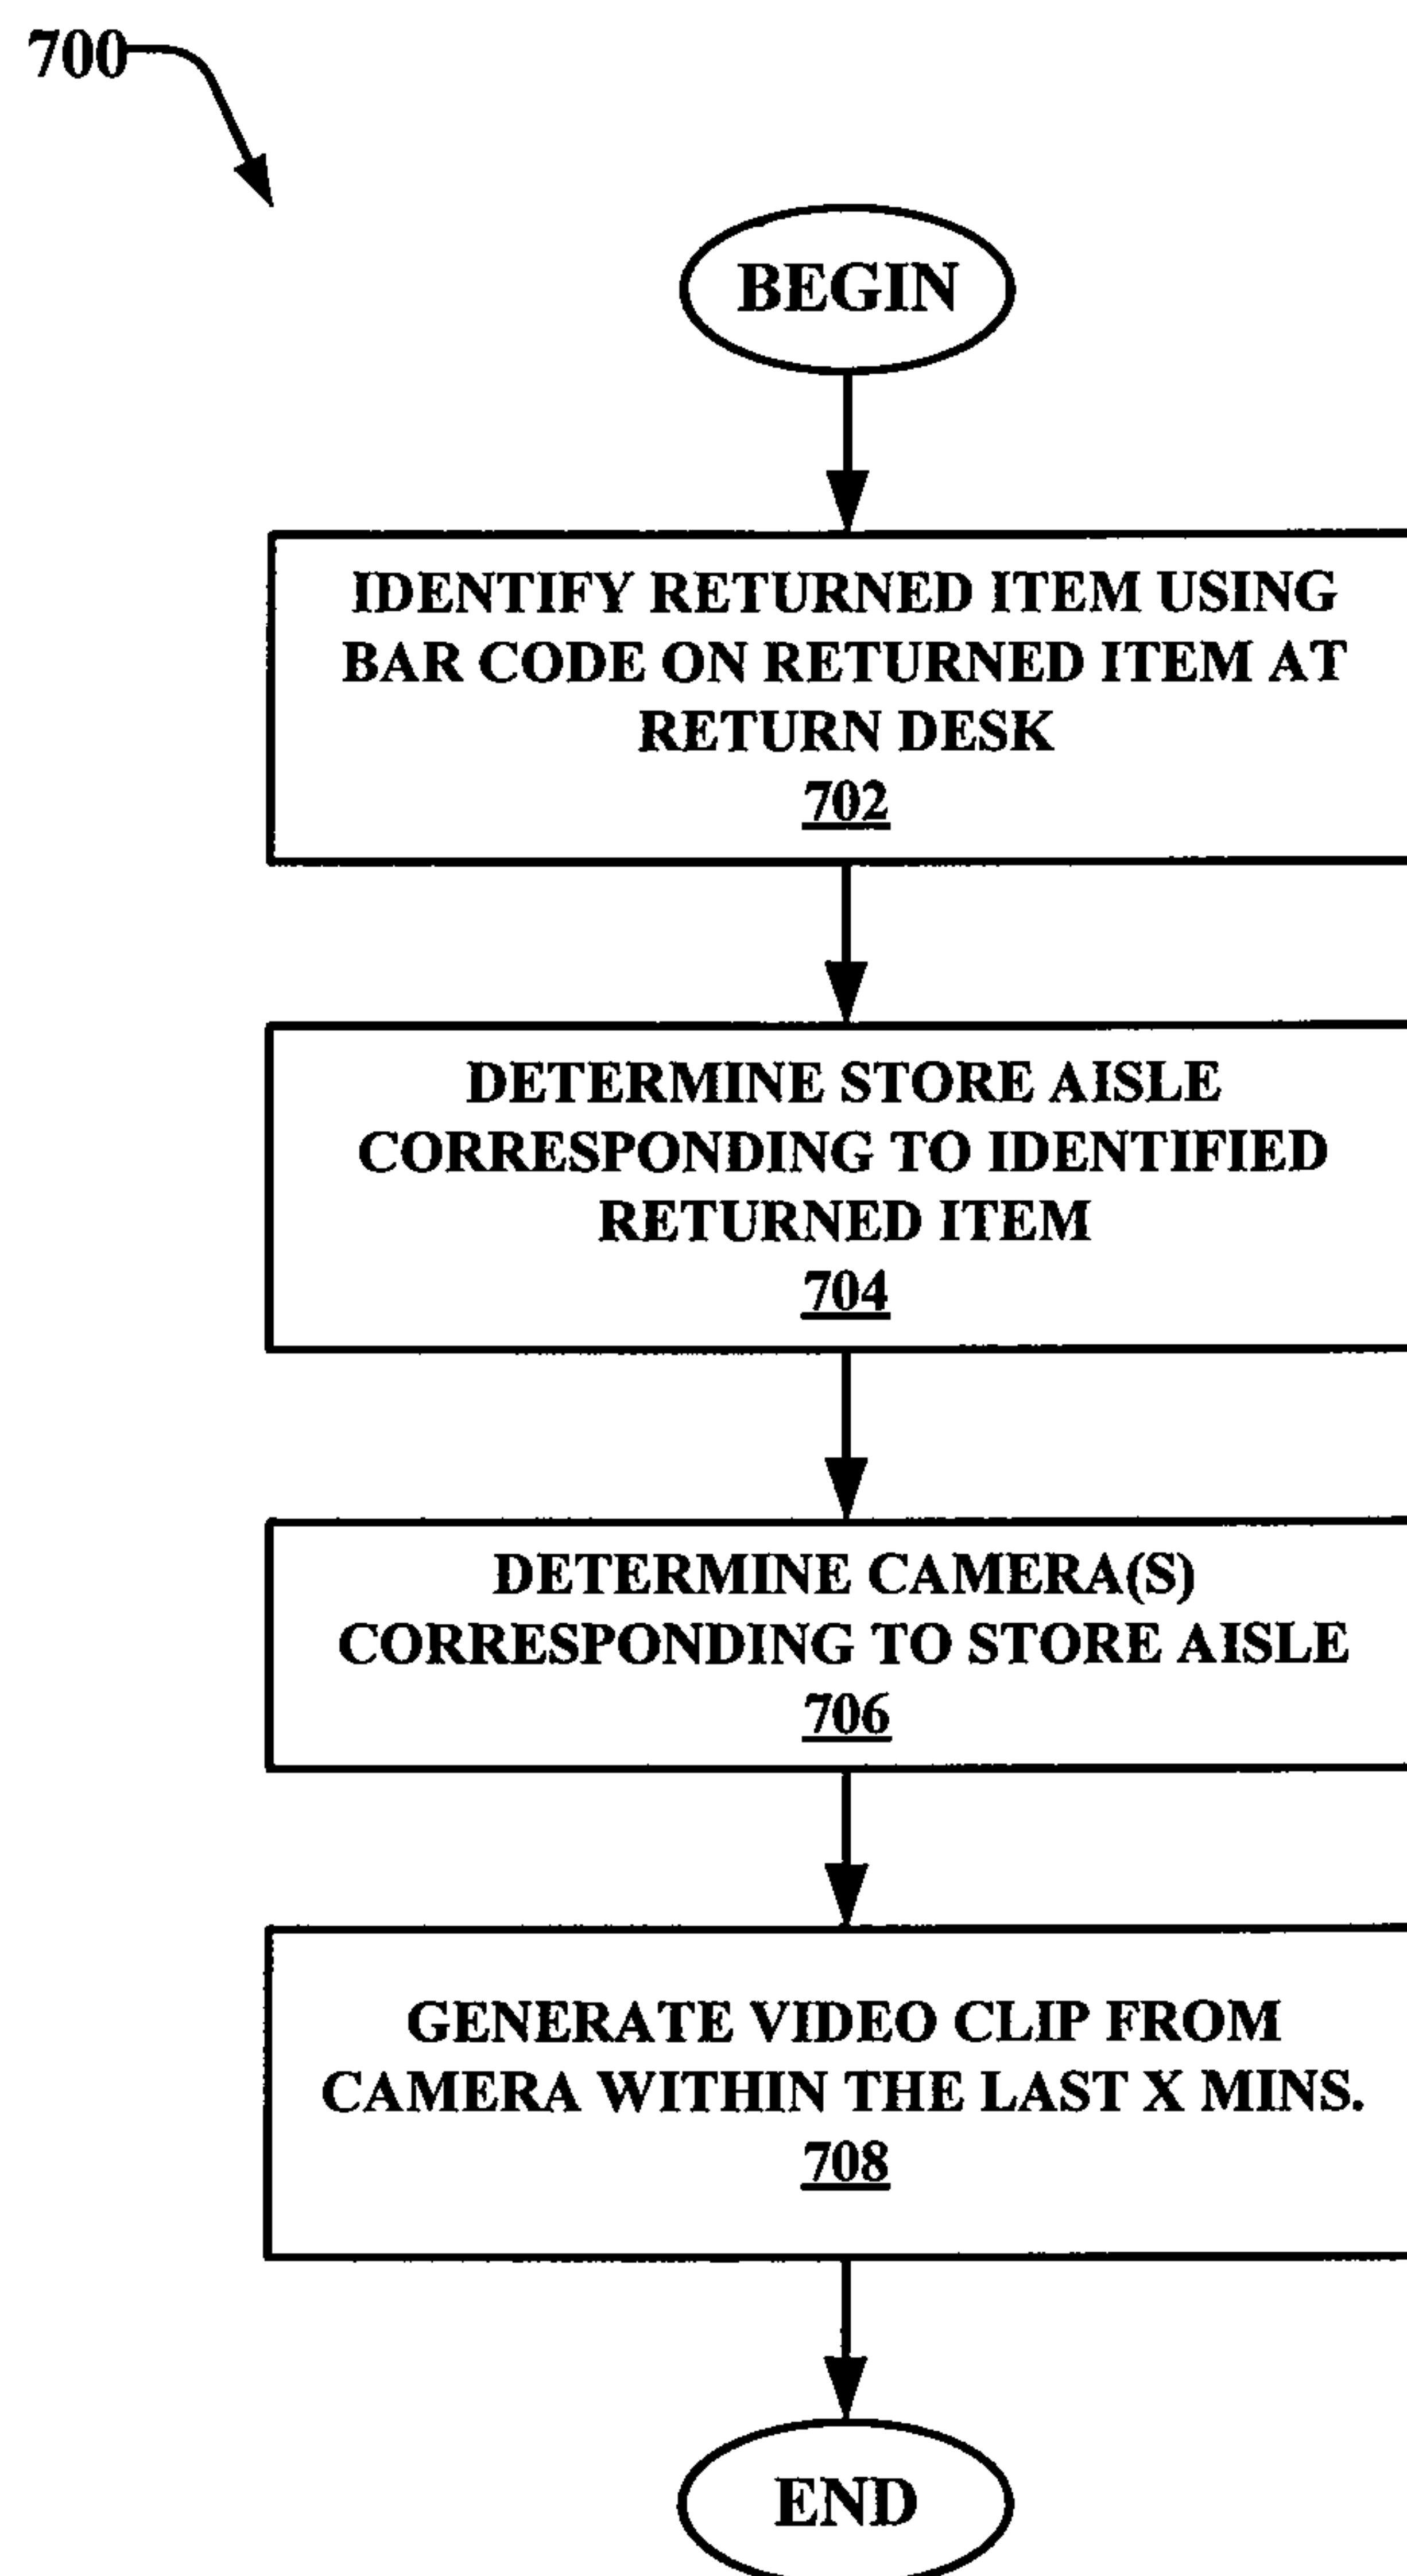 700
BEGIN
IDENTIFY RETURNED ITEM USING
BAR CODE ON RETURNED ITEM AT
RETURN DESK
702
DETERMINE STORE AISLE
CORRESPONDING TO IDENTIFIED
RETURNED ITEM
704
DETERMINE CAMERA(S)
CORRESPONDING TO STORE AISLE
706
GENERATE VIDEO CLIP FROM
CAMERA WITHIN THE LAST X MINS.
708
END